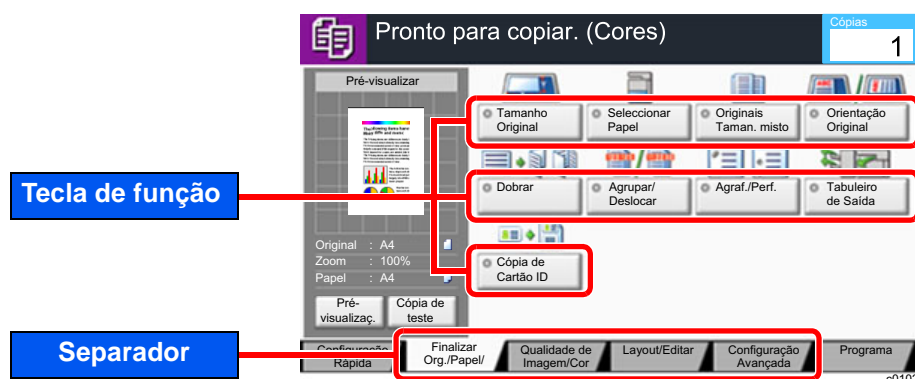 Pronto para copiar. (Cores)
Cópias
1
Pré-visualizar
Tamanho
Original
Seleccionar
Papel
Originais
Taman. misto
Orientação
Original
Tecla de função
Dobrar
Agrupar/
Deslocar
Agraf./Perf.
Tabuleiro
de Saída
Original : A4
Zoom : 100%
Papel : A4
Cópia de
Cartão ID
Pré-
visualizaç.
Cópia de
teste
Separador
Configuração
Rápida
Finalizar
Org./Papel/
Qualidade de
Imagem/Cor
Layout/Editar
Configuração
Avançada
Programa